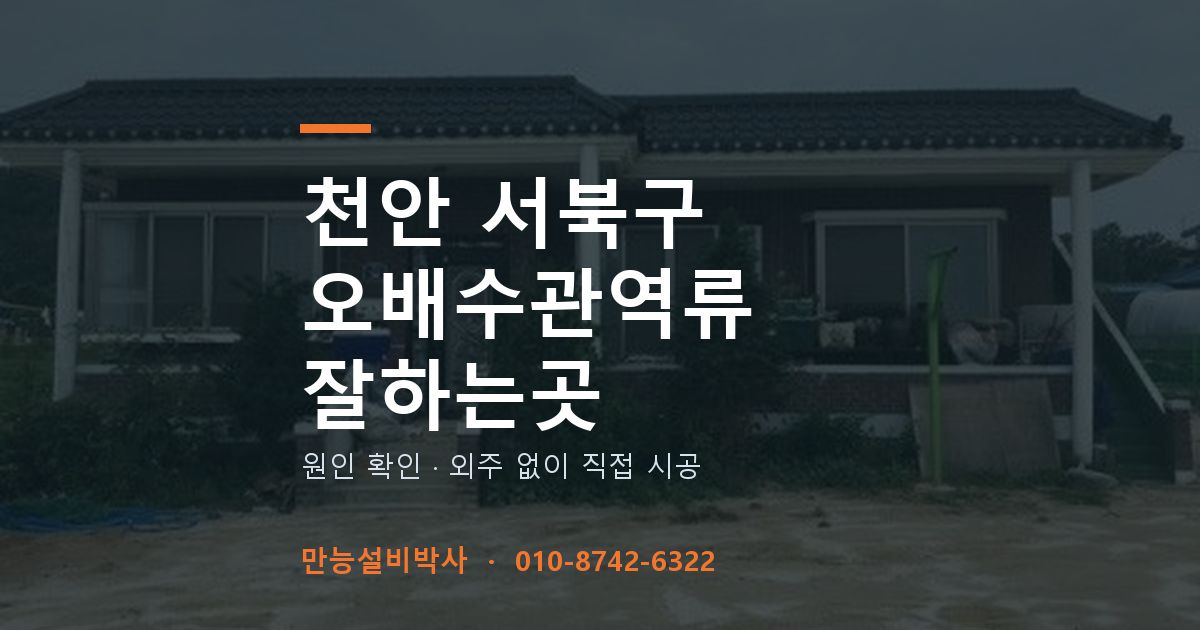 천안 서북구
오배수관역류
잘하는곳
원인 확인 · 외주 없이 직접 시공
만능설비박사 · 010-8742-6322